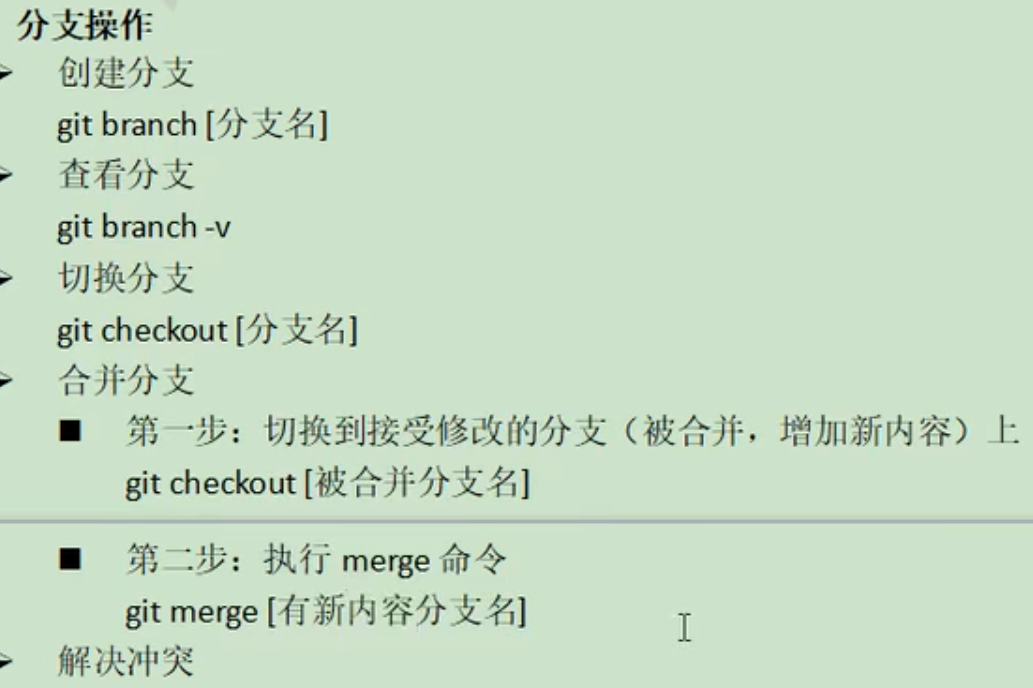 分支操作
创建分支
git branch [分支名]
查看分支
git branch -v
切换分支
git checkout [分支名]
合并分支
第一步：切换到接受修改的分支（被合并，增加新内容）上
git checkout [被合并分支名]
第二步：执行 merge 命令
git merge [有新内容分支名]
解决冲突